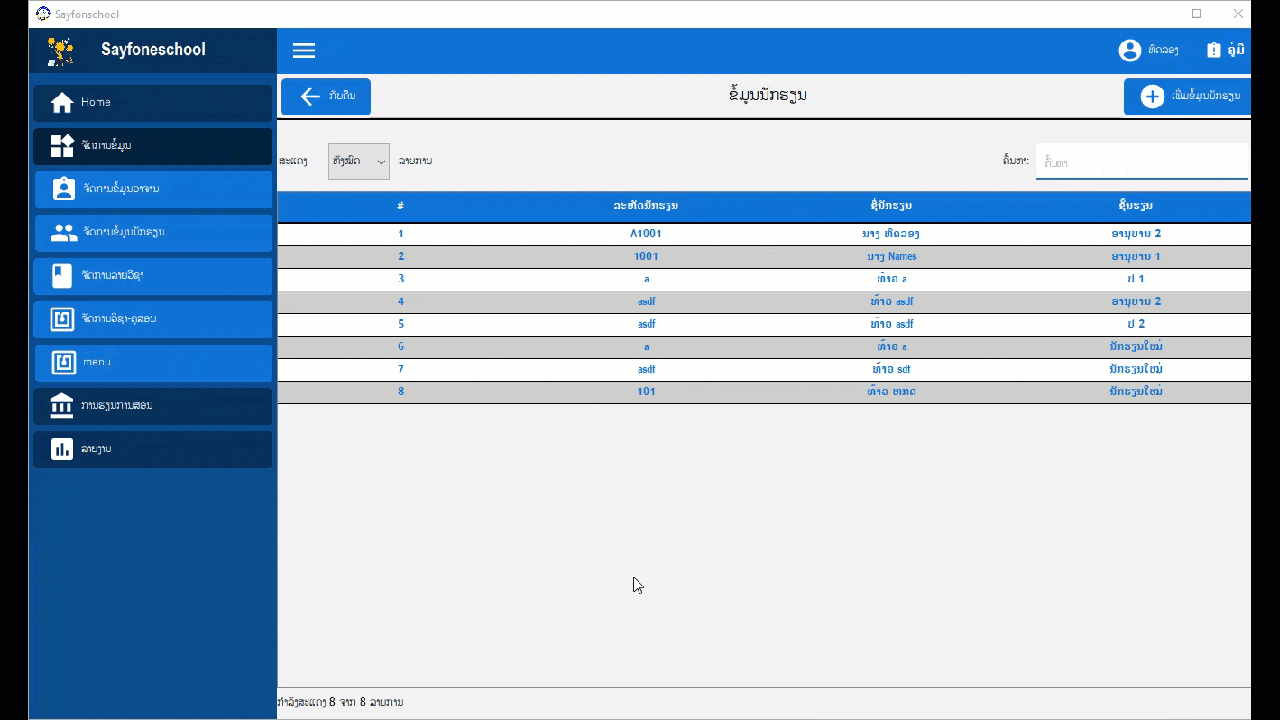 Sayfonschool
Sayfoneschool
ທົດລອງ
ຄູ່ມື
Home
ຈັດການຂໍ້ມູນ
ຈັດການຂໍ້ມູນອາຈານ
ຈັດການຂໍ້ມູນນັກຮຽນ
ຈັດການລາຍວິຊາ
ຈັດການວິຊາ-ຄູສອນ
menu
ການຮຽນການສອນ
ລາຍງານ
ກັບຄືນ
ຂໍ້ມູນນັກຮຽນ
ເພີ່ມຂໍ້ມູນນັກຮຽນ
ສະແດງ ທັງໝົດ ລາຍການ
ຄົ້ນຫາ: ຄົ້ນຫາ
# ລະຫັດນັກຮຽນ ຊື່ນັກຮຽນ ຊັ້ນຮຽນ
1 A1001 ນາງ ທົດລອງ ອານຸບານ 2
2 1001 ນາງ Names ອານຸບານ 1
3 a ທ້າວ a ປ 1
4 asdf ທ້າວ asdf ອານຸບານ 2
5 asdf ທ້າວ asdf ປ 2
6 a ທ້າວ a ນັກຮຽນໃໝ່
7 asdf ທ້າວ sdf ນັກຮຽນໃໝ່
8 101 ທ້າວ ຫກດ ນັກຮຽນໃໝ່
ກຳລັງສະແດງ 8 ຈາກ 8 ລາຍການ